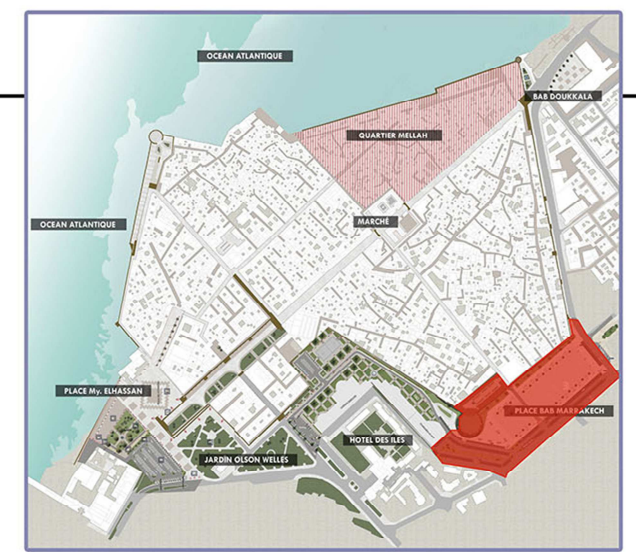 OCEAN ATLANTIQUE
BAB DOUKKALA
QUARTIER MELLAH
OCEAN ATLANTIQUE
MARCHÉ
PLACE My. ELHASSAN
PLACE BAB MARRAKECH
HOTEL DES ILES
JARDIN OLSON WELLES